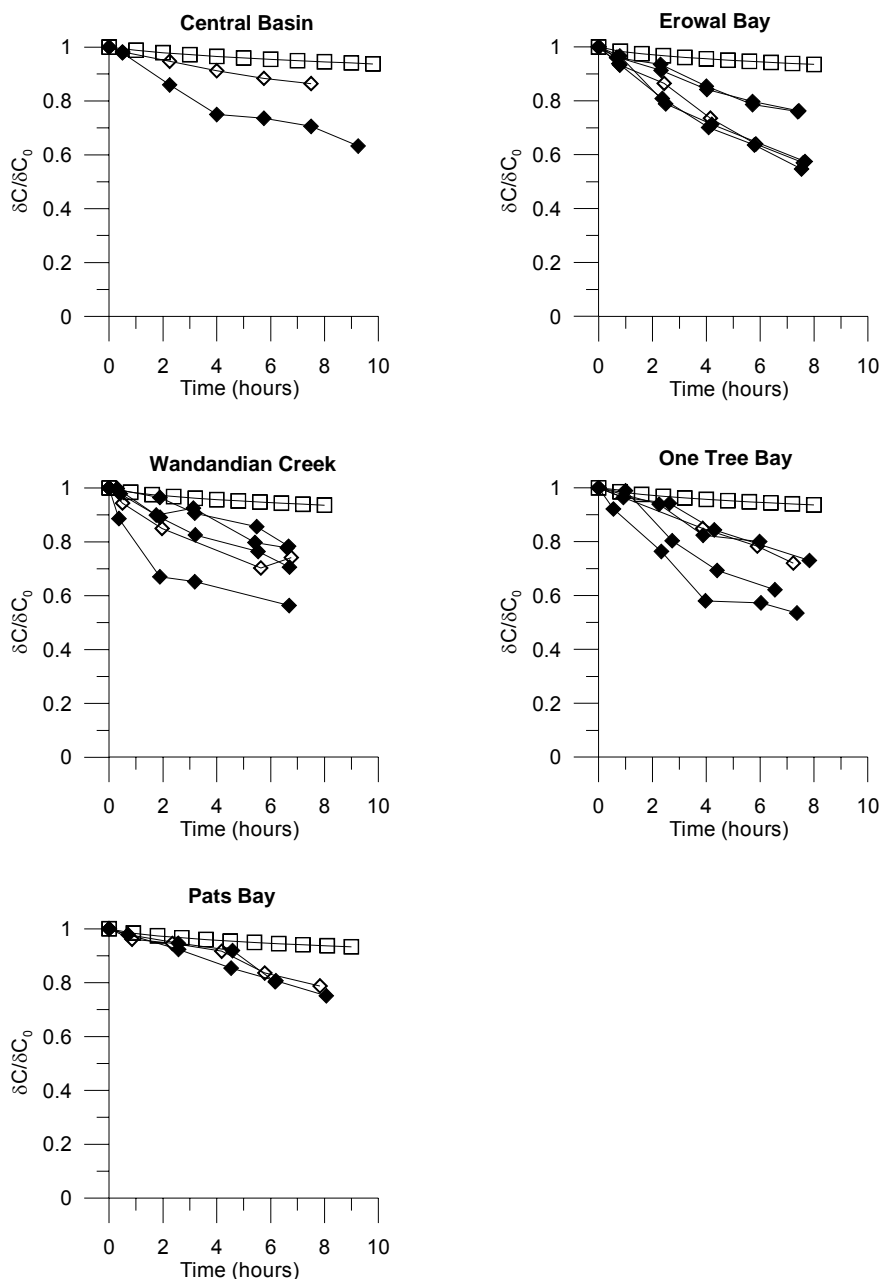 Central Basin
1
0.8
0.6
0.4
0.2
0
δC/δC0
0 2 4 6 8 10
Time (hours)
Erowal Bay
1
0.8
0.6
0.4
0.2
0
δC/δC0
0 2 4 6 8 10
Time (hours)
Wandandian Creek
1
0.8
0.6
0.4
0.2
0
δC/δC0
0 2 4 6 8 10
Time (hours)
One Tree Bay
1
0.8
0.6
0.4
0.2
0
δC/δC0
0 2 4 6 8 10
Time (hours)
Pats Bay
1
0.8
0.6
0.4
0.2
0
δC/δC0
0 2 4 6 8 10
Time (hours)